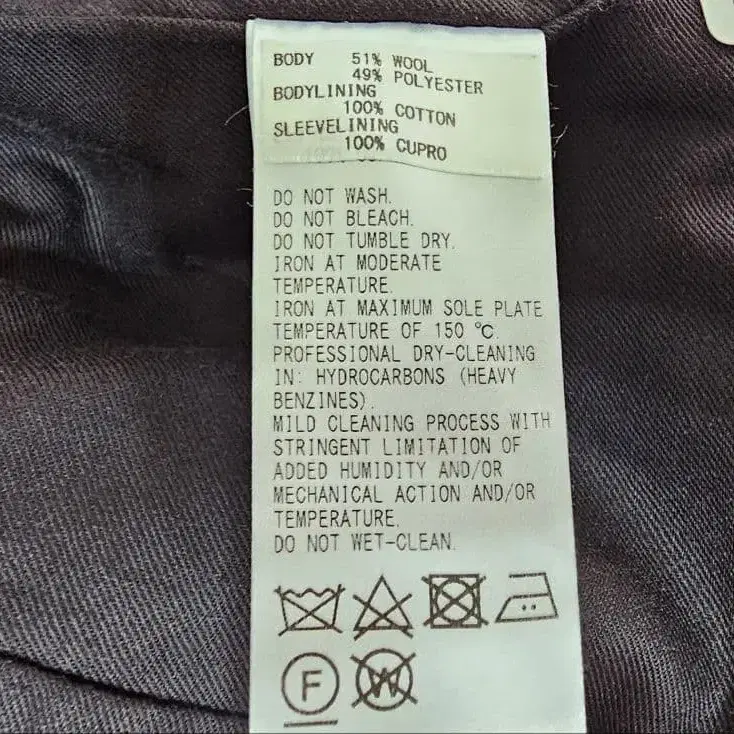 BODY 51% WOOL
49% POLYESTER
BODYLINING
100% COTTON
SLEEVELINING
100% CUPRO
DO NOT WASH.
DO NOT BLEACH.
DO NOT TUMBLE DRY.
IRON AT MODERATE
TEMPERATURE.
IRON AT MAXIMUM SOLE PLATE
TEMPERATURE OF 150 ℃.
PROFESSIONAL DRY-CLEANING
IN: HYDROCARBONS (HEAVY
BENZINES).
MILD CLEANING PROCESS WITH
STRINGENT LIMITATION OF
ADDED HUMIDITY AND/OR
MECHANICAL ACTION AND/OR
TEMPERATURE.
DO NOT WET-CLEAN.
F W